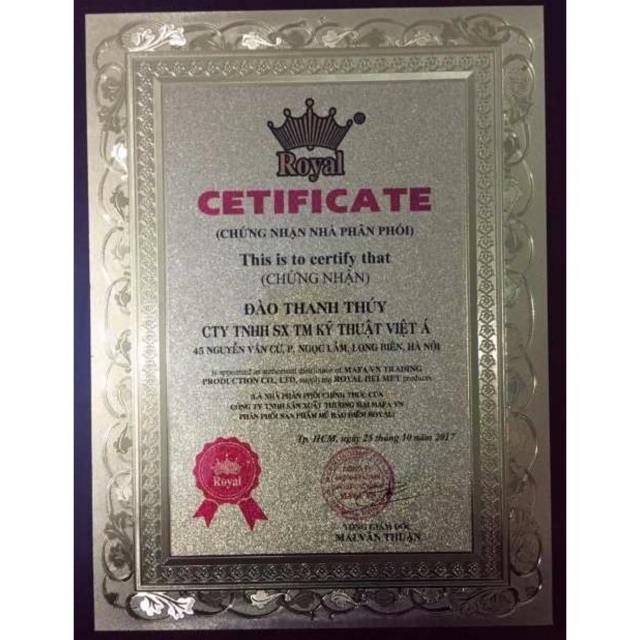 Royal
CETIFICATE
(CHỨNG NHẬN NHÀ PHÂN PHỐI)
This is to certify that
(CHỨNG NHẬN)
ĐÀO THANH THÚY
CTY TNHH SX TM KỸ THUẬT VIỆT Á
45 NGUYỄN VĂN CỪ, P. NGỌC LÂM, LONG BIÊN, HÀ NỘI
is appointed as authorized distributor of MAFA VN TRADING
PRODUCTION CO., LTD, supplying ROYAL HELMET products
(LÀ NHÀ PHÂN PHỐI CHÍNH THỨC CỦA
CÔNG TY TNHH SẢN XUẤT THƯƠNG MẠI MAFA VN
PHÂN PHỐI SẢN PHẨM MŨ BẢO HIỂM ROYAL)
Tp. HCM, ngày 25 tháng 10 năm 2017
Royal
TỔNG GIÁM ĐỐC
MAI VĂN THUẬN